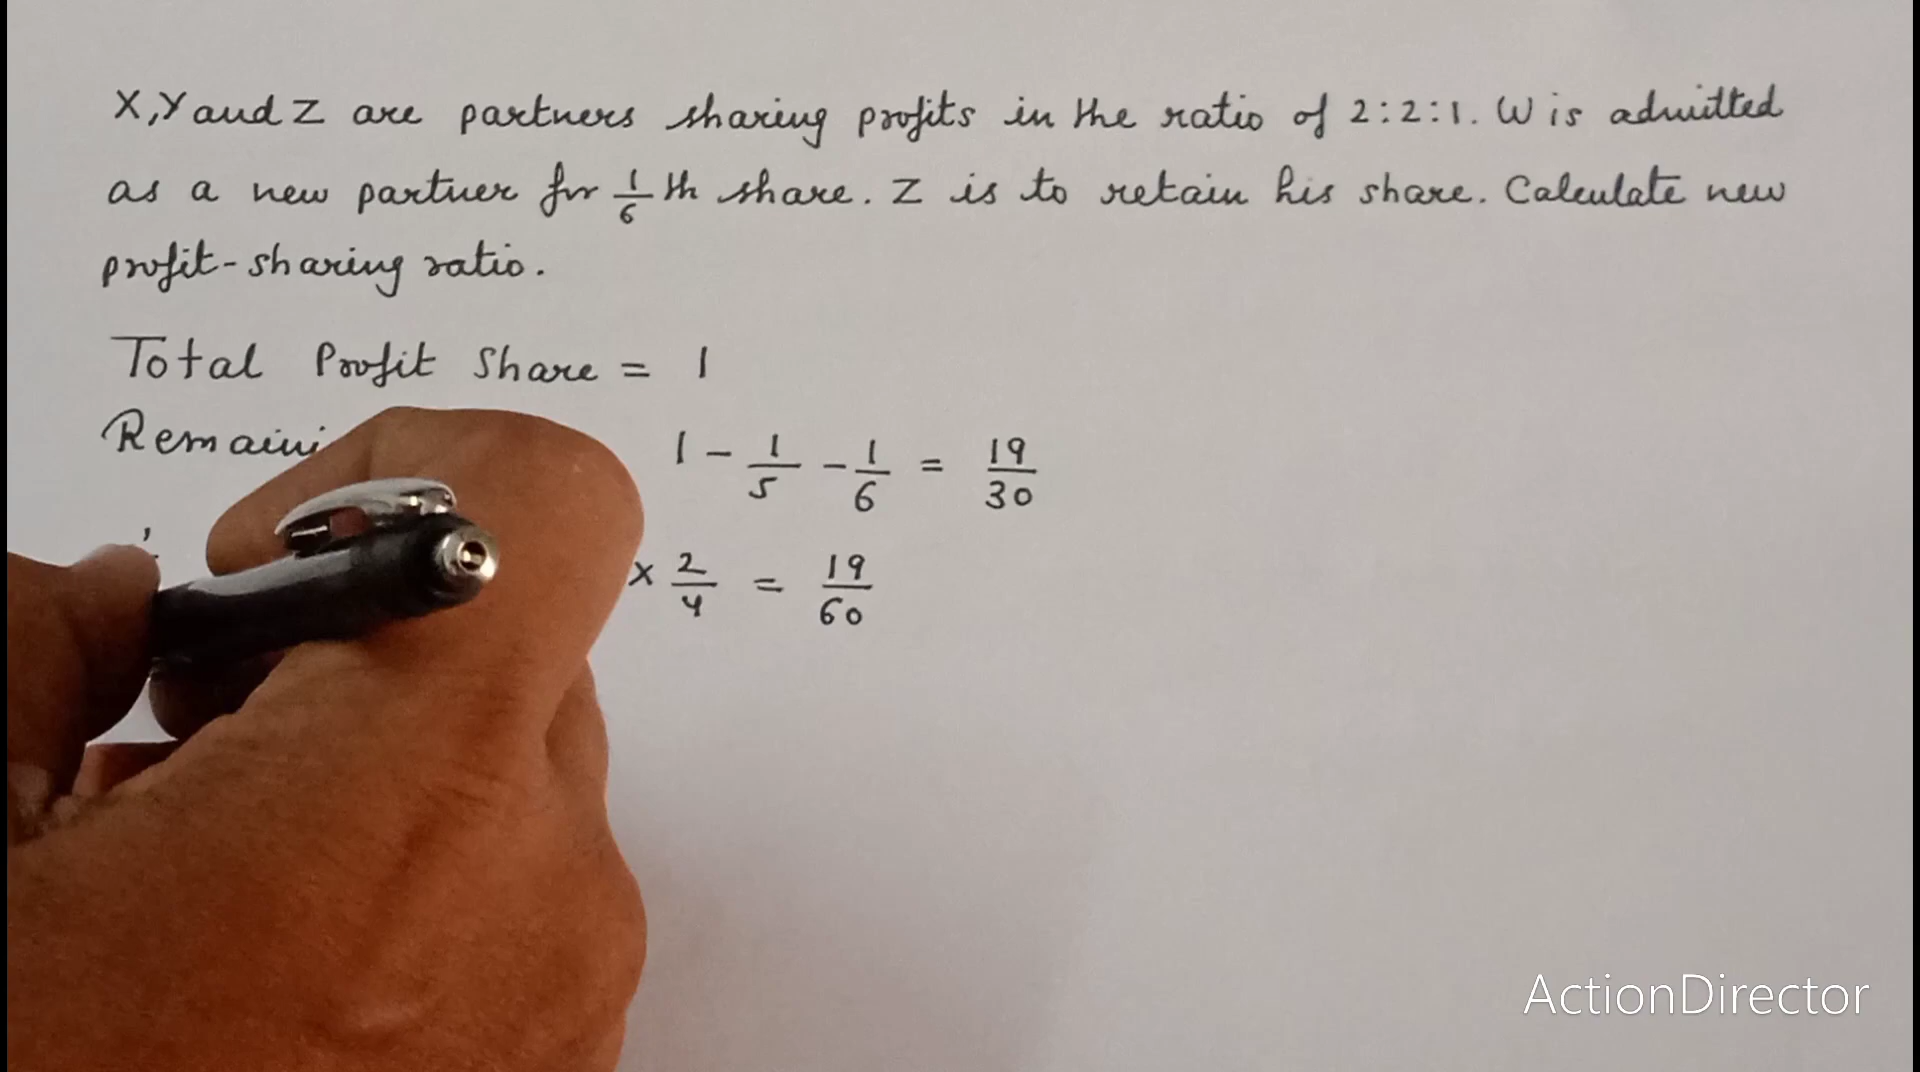 X, Y and Z are partners sharing profits in the ratio of 2:2:1. W is admitted
as a new partner for 1/6 th share. Z is to retain his share. Calculate new
profit-sharing ratio.
Total Profit Share = 1
1 - 1/5 - 1/6 = 19/30
x 2/4 = 19/60
ActionDirector